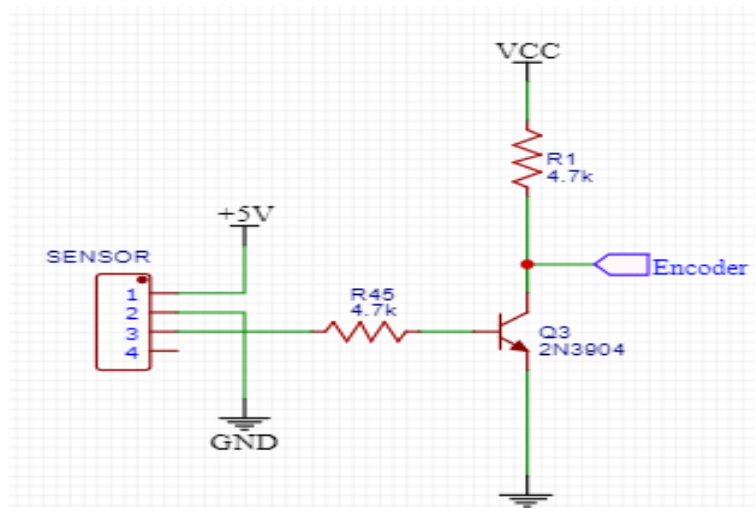 VCC
R1
4.7k
+5V
SENSOR
1
2
3
4
R45
4.7k
Encoder
Q3
2N3904
GND